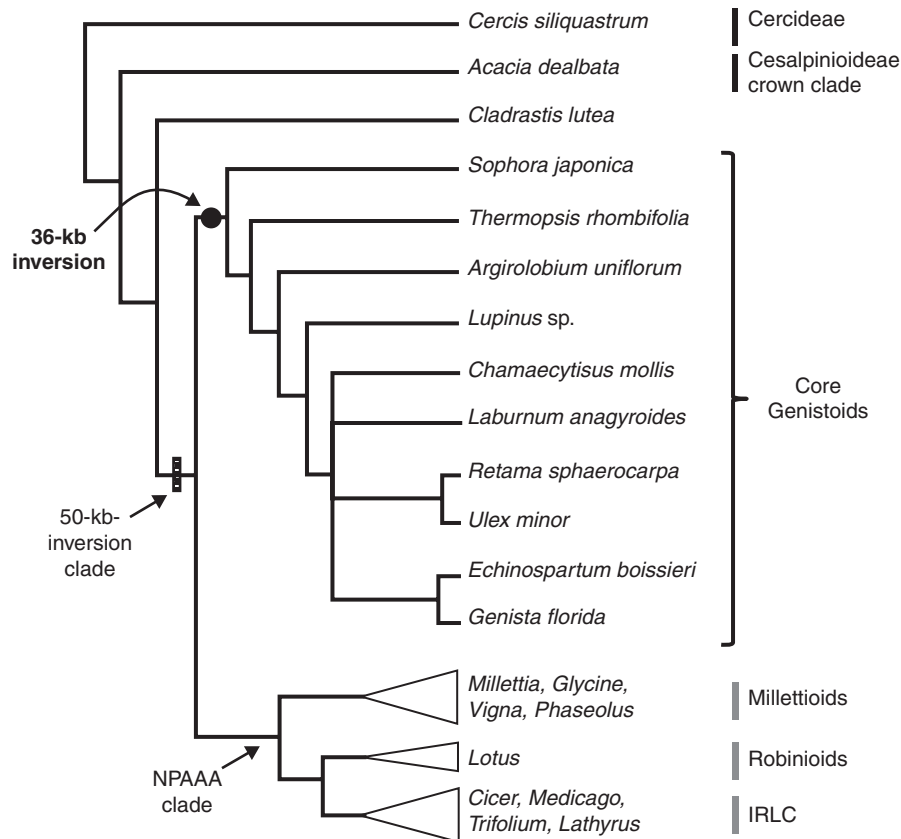 Cercis siliquastrum
Cercideae
Acacia dealbata
Cesalpinioideae
crown clade
Cladrastis lutea
Sophora japonica
36-kb
inversion
Thermopsis rhombifolia
Argirolobium uniflorum
Lupinus sp.
Chamaecytisus mollis
Core
Genistoids
Laburnum anagyroides
Retama sphaerocarpa
Ulex minor
50-kb-
inversion
clade
Echinospartum boissieri
Genista florida
Millettia, Glycine,
Vigna, Phaseolus
Millettioids
NPAAA
clade
Lotus
Robinioids
Cicer, Medicago,
Trifolium, Lathyrus
IRLC